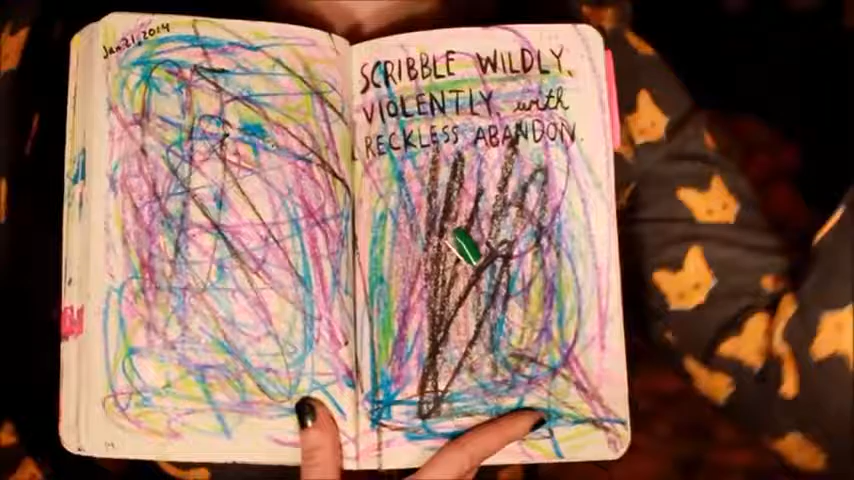 Jan 21, 2014
SCRIBBLE WILDLY,
VIOLENTLY, with
RECKLESS ABANDON.